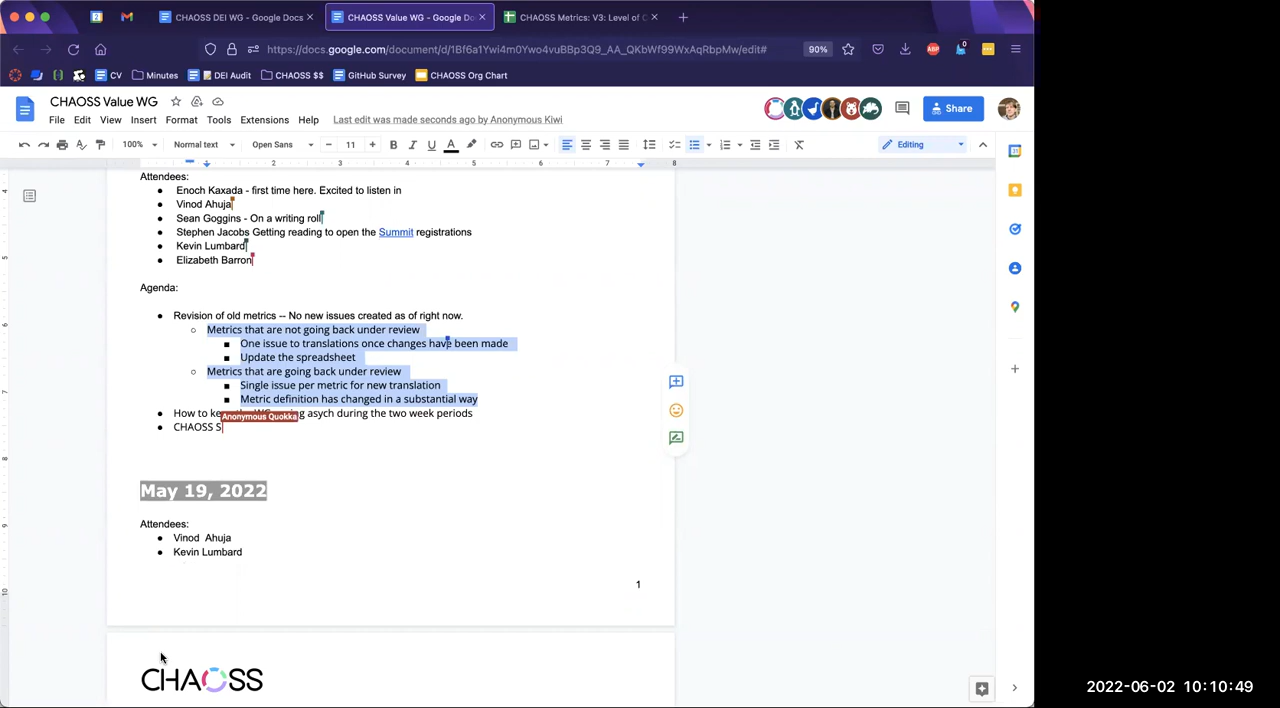 CHAOSS DEI WG - Google Docs
CHAOSS Value WG - Google Do
CHAOSS Metrics: V3: Level of C
https://docs.google.com/document/d/1Bf6a1Ywi4m0Ywo4vuBBp3Q9_AA_QKbWf99WxAqRbpMw/edit#
90%
ABP
0
CV
Minutes
DEI Audit
CHAOSS $$
GitHub Survey
CHAOSS Org Chart
CHAOSS Value WG
Share
File Edit View Insert Format Tools Extensions Help
Last edit was made seconds ago by Anonymous Kiwi
100%
Normal text
Open Sans
11
Editing
2 3 4 5 6 7 8
Attendees:
● Enoch Kaxada - first time here. Excited to listen in
● Vinod Ahuja
● Sean Goggins - On a writing roll
● Stephen Jacobs Getting reading to open the Summit registrations
● Kevin Lumbard
● Elizabeth Barron
Agenda:
● Revision of old metrics -- No new issues created as of right now.
○ Metrics that are not going back under review
■ One issue to translations once changes have been made
■ Update the spreadsheet
○ Metrics that are going back under review
■ Single issue per metric for new translation
■ Metric definition has changed in a substantial way
● How to ke g asych during the two week periods
Anonymous Quokka
● CHAOSS S
May 19, 2022
Attendees:
● Vinod Ahuja
● Kevin Lumbard
1
CHAOSS
2022-06-02 10:10:49